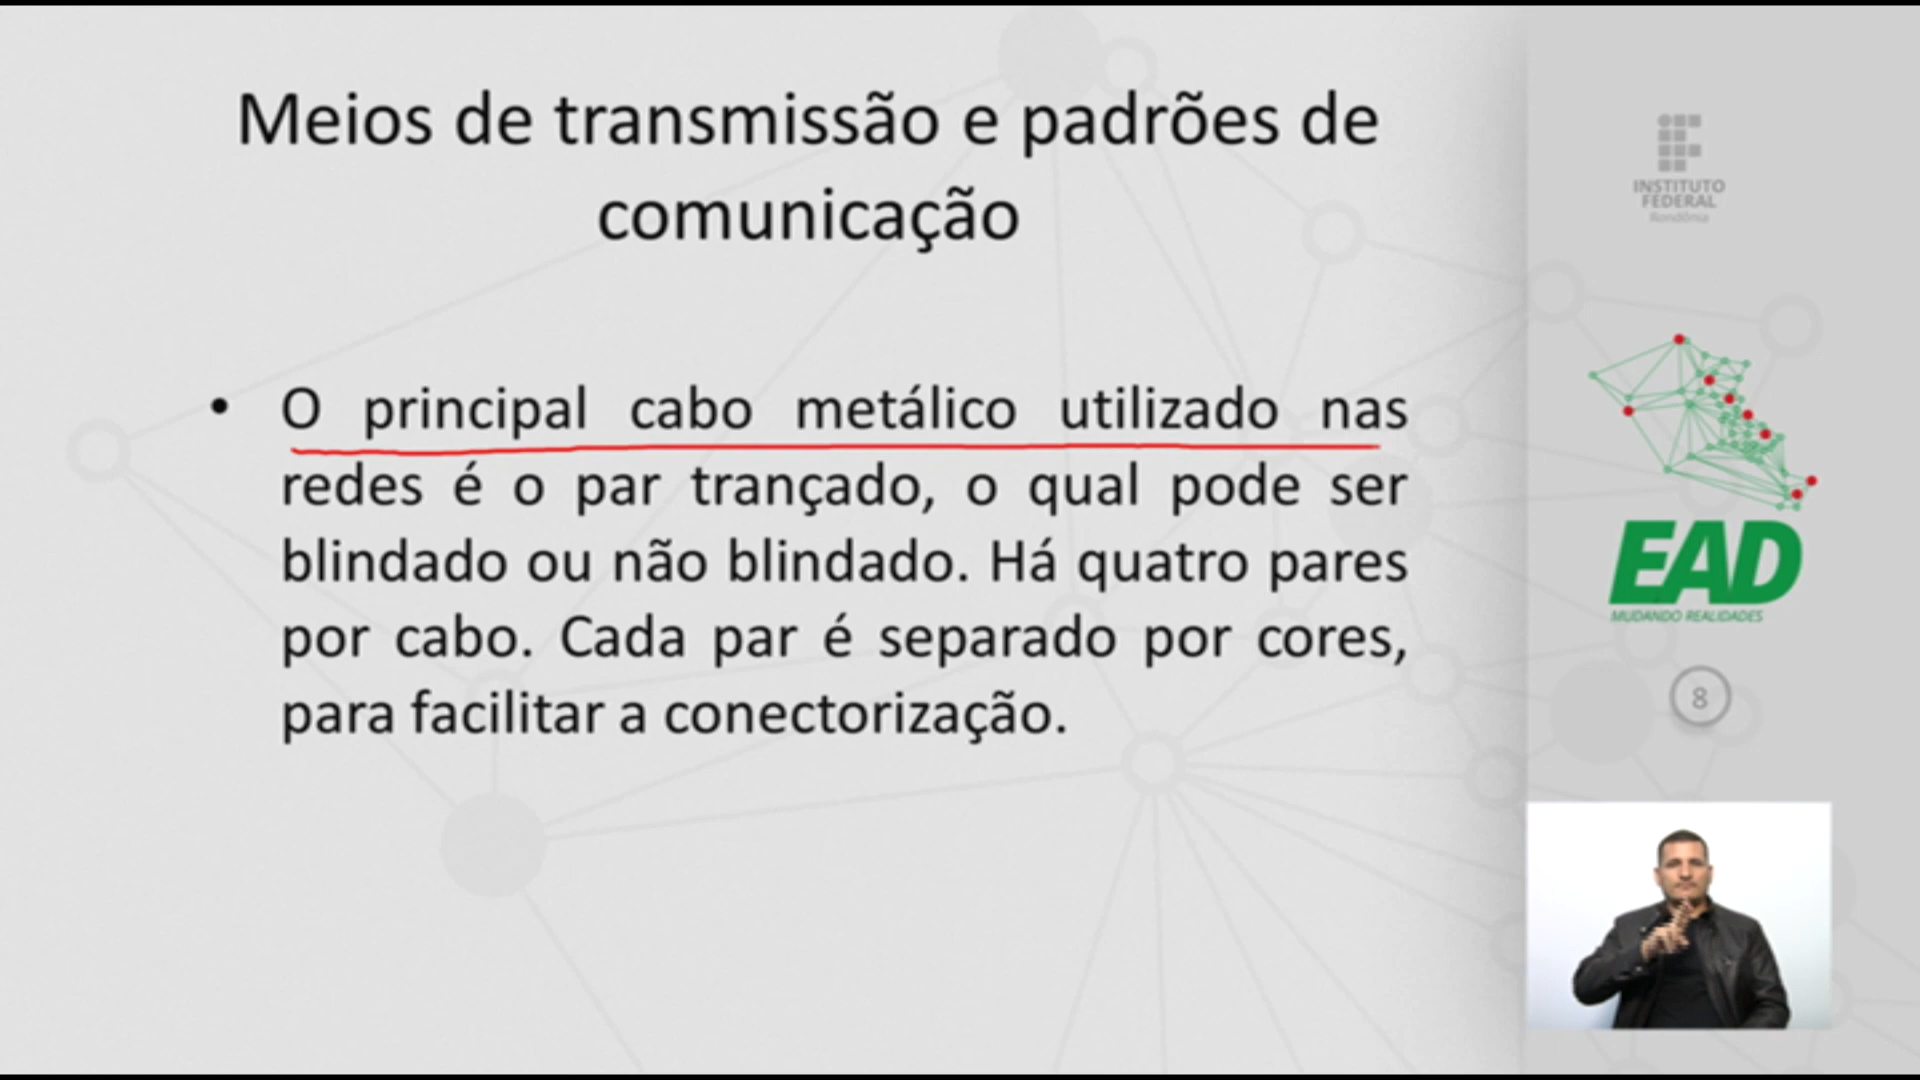 Meios de transmissão e padrões de
comunicação
• O principal cabo metálico utilizado nas
redes é o par trançado, o qual pode ser
blindado ou não blindado. Há quatro pares
por cabo. Cada par é separado por cores,
para facilitar a conectorização.
INSTITUTO
FEDERAL
Rondônia
EAD
MUDANDO REALIDADES
8